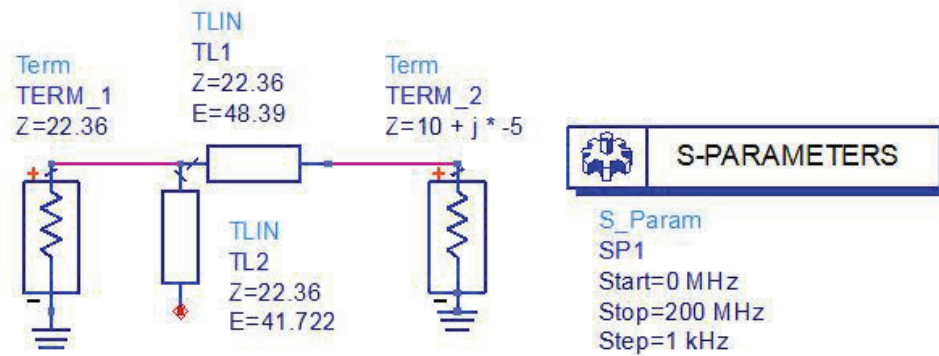 TLIN
TL1
Z=22.36
E=48.39
Term
TERM_1
Z=22.36
Term
TERM_2
Z=10 + j * -5
+
+
S-PARAMETERS
TLIN
TL2
Z=22.36
E=41.722
-
-
S_Param
SP1
Start=0 MHz
Stop=200 MHz
Step=1 kHz